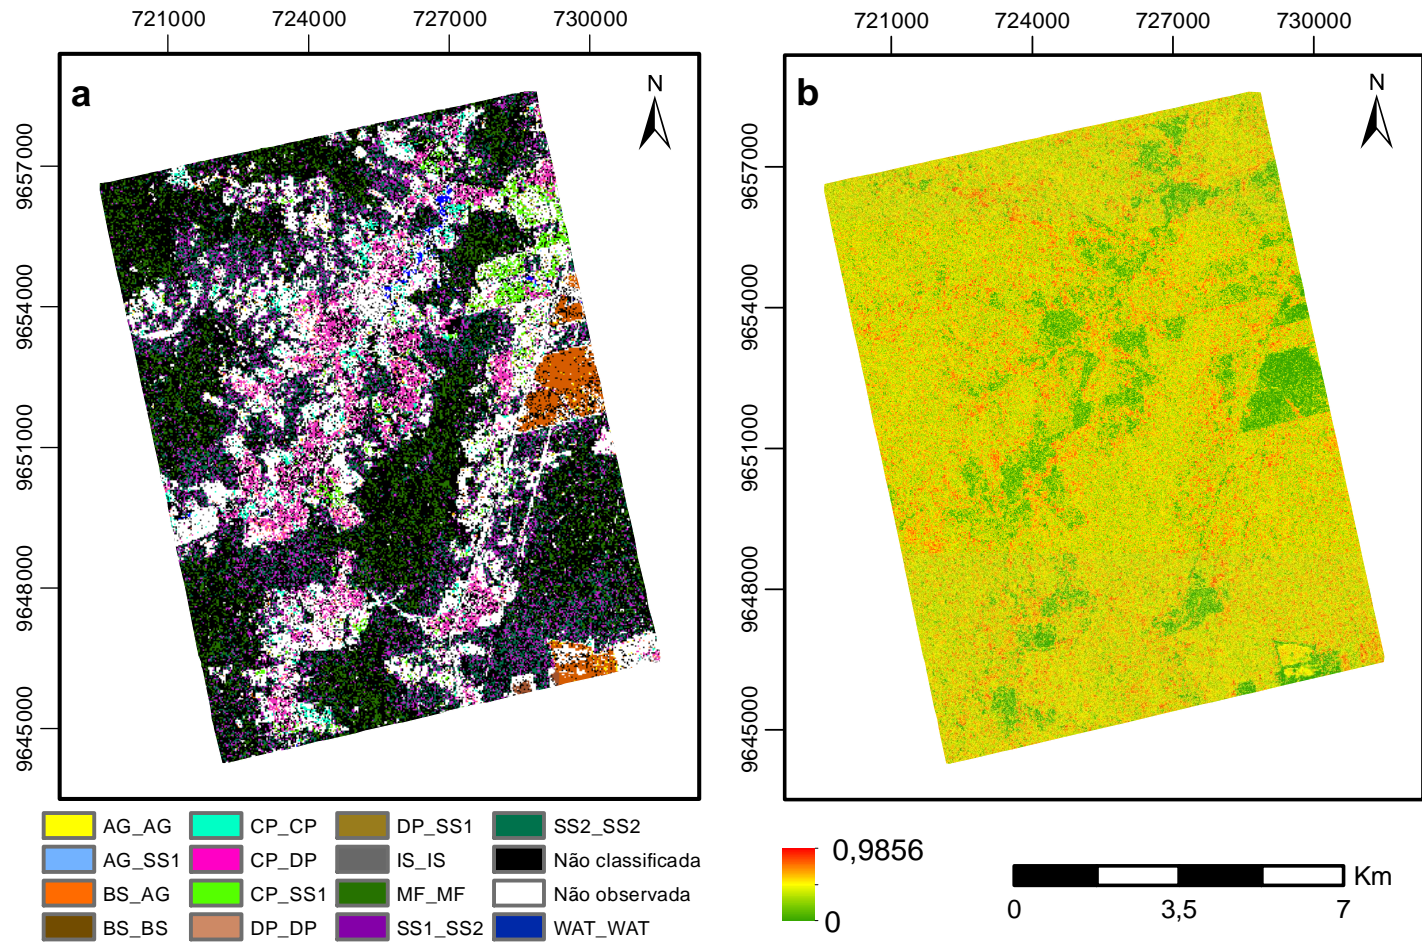 721000 724000 727000 730000
721000 724000 727000 730000
a
N
b
N
9657000
9654000
9651000
9648000
9645000
9657000
9654000
9651000
9648000
9645000
AG_AG CP_CP DP_SS1 SS2_SS2
AG_SS1 CP_DP IS_IS Não classificada
BS_AG CP_SS1 MF_MF Não observada
BS_BS DP_DP SS1_SS2 WAT_WAT
0,9856
0
Km
0 3,5 7